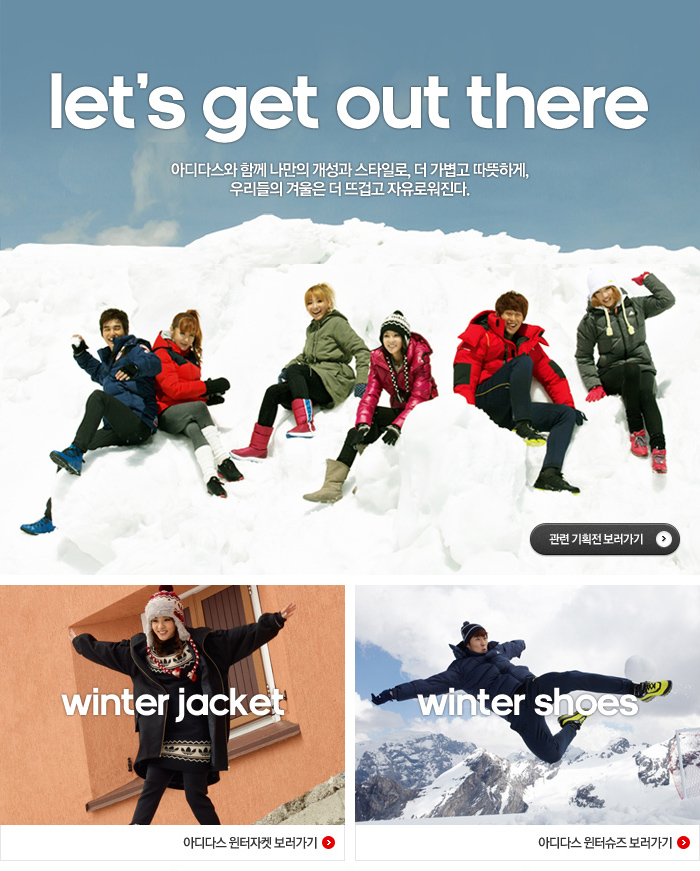 let's get out there
아디다스와 함께 나만의 개성과 스타일로, 더 가볍고 따뜻하게,
우리들의 겨울은 더 뜨겁고 자유로워진다.
관련 기획전 보러가기
winter jacket
winter shoes
아디다스 윈터자켓 보러가기
아디다스 윈터슈즈 보러가기